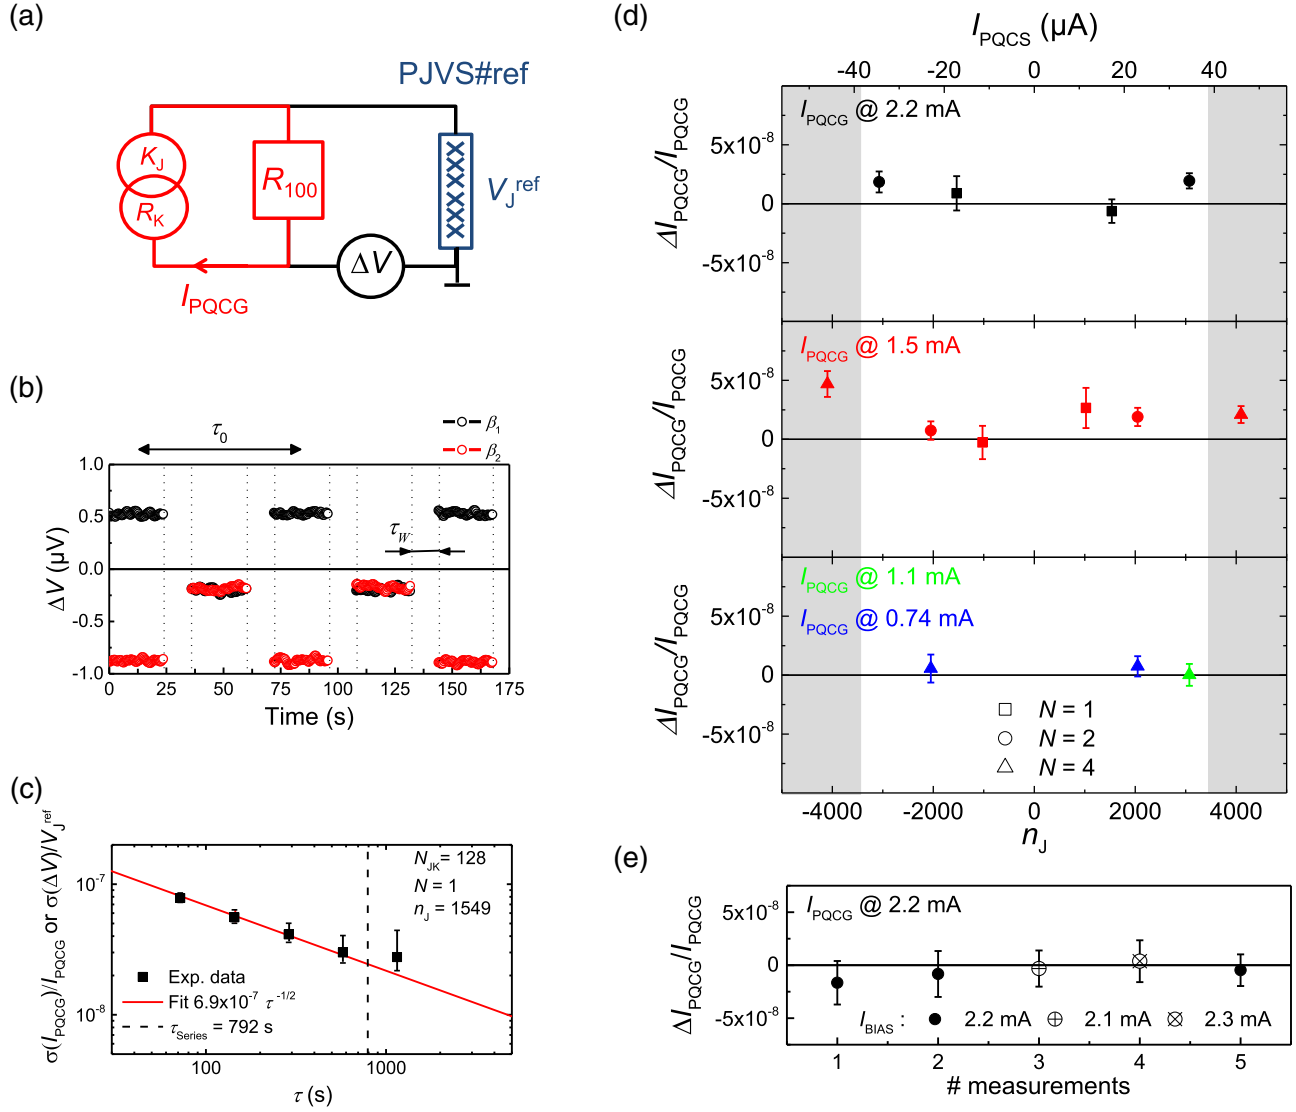 (a)
PJVS#ref
K_J
R_K
R_100
V_J^ref
ΔV
I_PQCG
(b)
β_1
β_2
τ_0
τ_W
ΔV (μV)
1.0
0.5
0.0
-0.5
-1.0
0 25 50 75 100 125 150 175
Time (s)
(c)
σ(I_PQCG)/I_PQCG or σ(ΔV)/V_J^ref
10^-7
10^-8
N_JK = 128
N = 1
n_J = 1549
Exp. data
Fit 6.9x10^-7 τ^-1/2
τ_Series = 792 s
100 1000
τ (s)
(d)
I_PQCS (μA)
-40 -20 0 20 40
I_PQCG @ 2.2 mA
ΔI_PQCG/I_PQCG
5x10^-8
0
-5x10^-8
I_PQCG @ 1.5 mA
ΔI_PQCG/I_PQCG
5x10^-8
0
-5x10^-8
I_PQCG @ 1.1 mA
I_PQCG @ 0.74 mA
ΔI_PQCG/I_PQCG
5x10^-8
0
-5x10^-8
N = 1
N = 2
N = 4
-4000 -2000 0 2000 4000
n_J
(e)
I_PQCG @ 2.2 mA
ΔI_PQCG/I_PQCG
5x10^-8
0
-5x10^-8
I_BIAS : 2.2 mA 2.1 mA 2.3 mA
1 2 3 4 5
# measurements